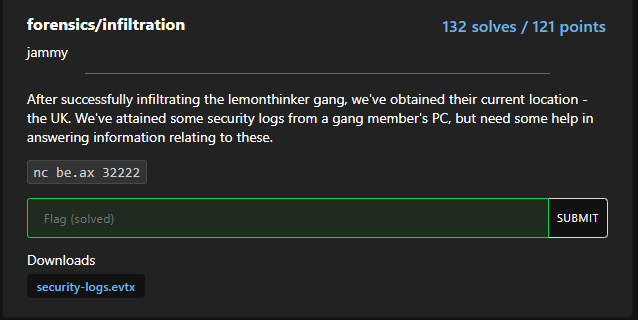 forensics/infiltration
132 solves / 121 points
jammy
After successfully infiltrating the lemonthinker gang, we've obtained their current location -
the UK. We've attained some security logs from a gang member's PC, but need some help in
answering information relating to these.
nc be.ax 32222
Flag (solved)
SUBMIT
Downloads
security-logs.evtx